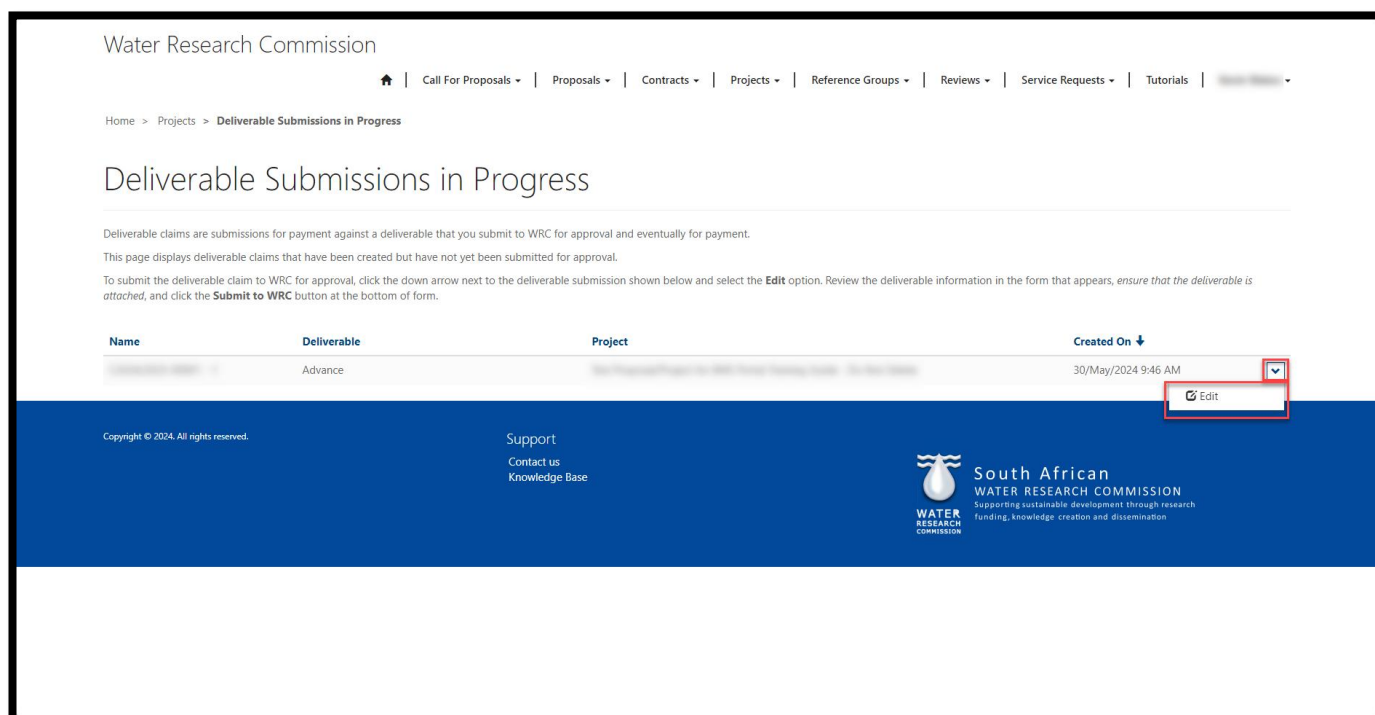 Water Research Commission
Call For Proposals | Proposals | Contracts | Projects | Reference Groups | Reviews | Service Requests | Tutorials |
Home > Projects > Deliverable Submissions in Progress
Deliverable Submissions in Progress
Deliverable claims are submissions for payment against a deliverable that you submit to WRC for approval and eventually for payment.
This page displays deliverable claims that have been created but have not yet been submitted for approval.
To submit the deliverable claim to WRC for approval, click the down arrow next to the deliverable submission shown below and select the Edit option. Review the deliverable information in the form that appears, ensure that the deliverable is
attached, and click the Submit to WRC button at the bottom of form.
Name Deliverable Project Created On
Advance 30/May/2024 9:46 AM
Edit
Copyright © 2024. All rights reserved.
Support
Contact us
Knowledge Base
WATER
RESEARCH
COMMISSION
South African
WATER RESEARCH COMMISSION
Supporting sustainable development through research
funding, knowledge creation and dissemination